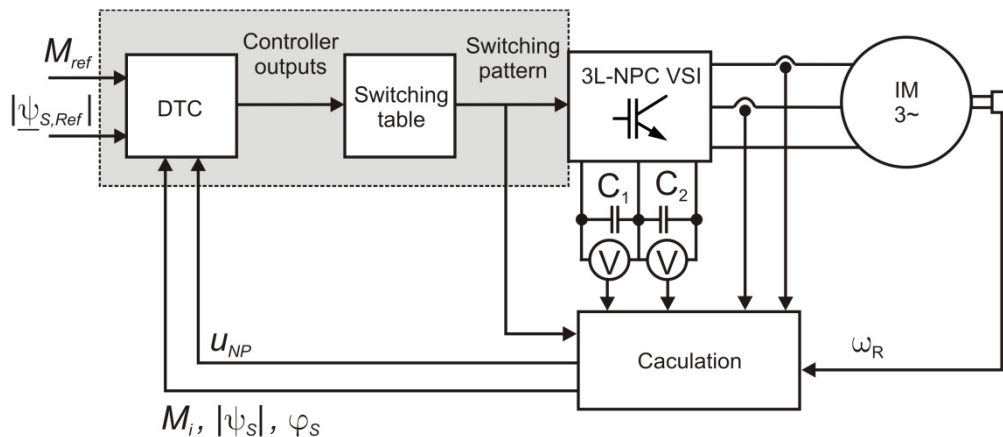 M_ref
|ψ_S,Ref|
DTC
Controller
outputs
Switching
table
Switching
pattern
3L-NPC VSI
IM
3~
C₁
C₂
V
V
Caculation
ω_R
u_NP
M_i, |ψ_S|, φ_S